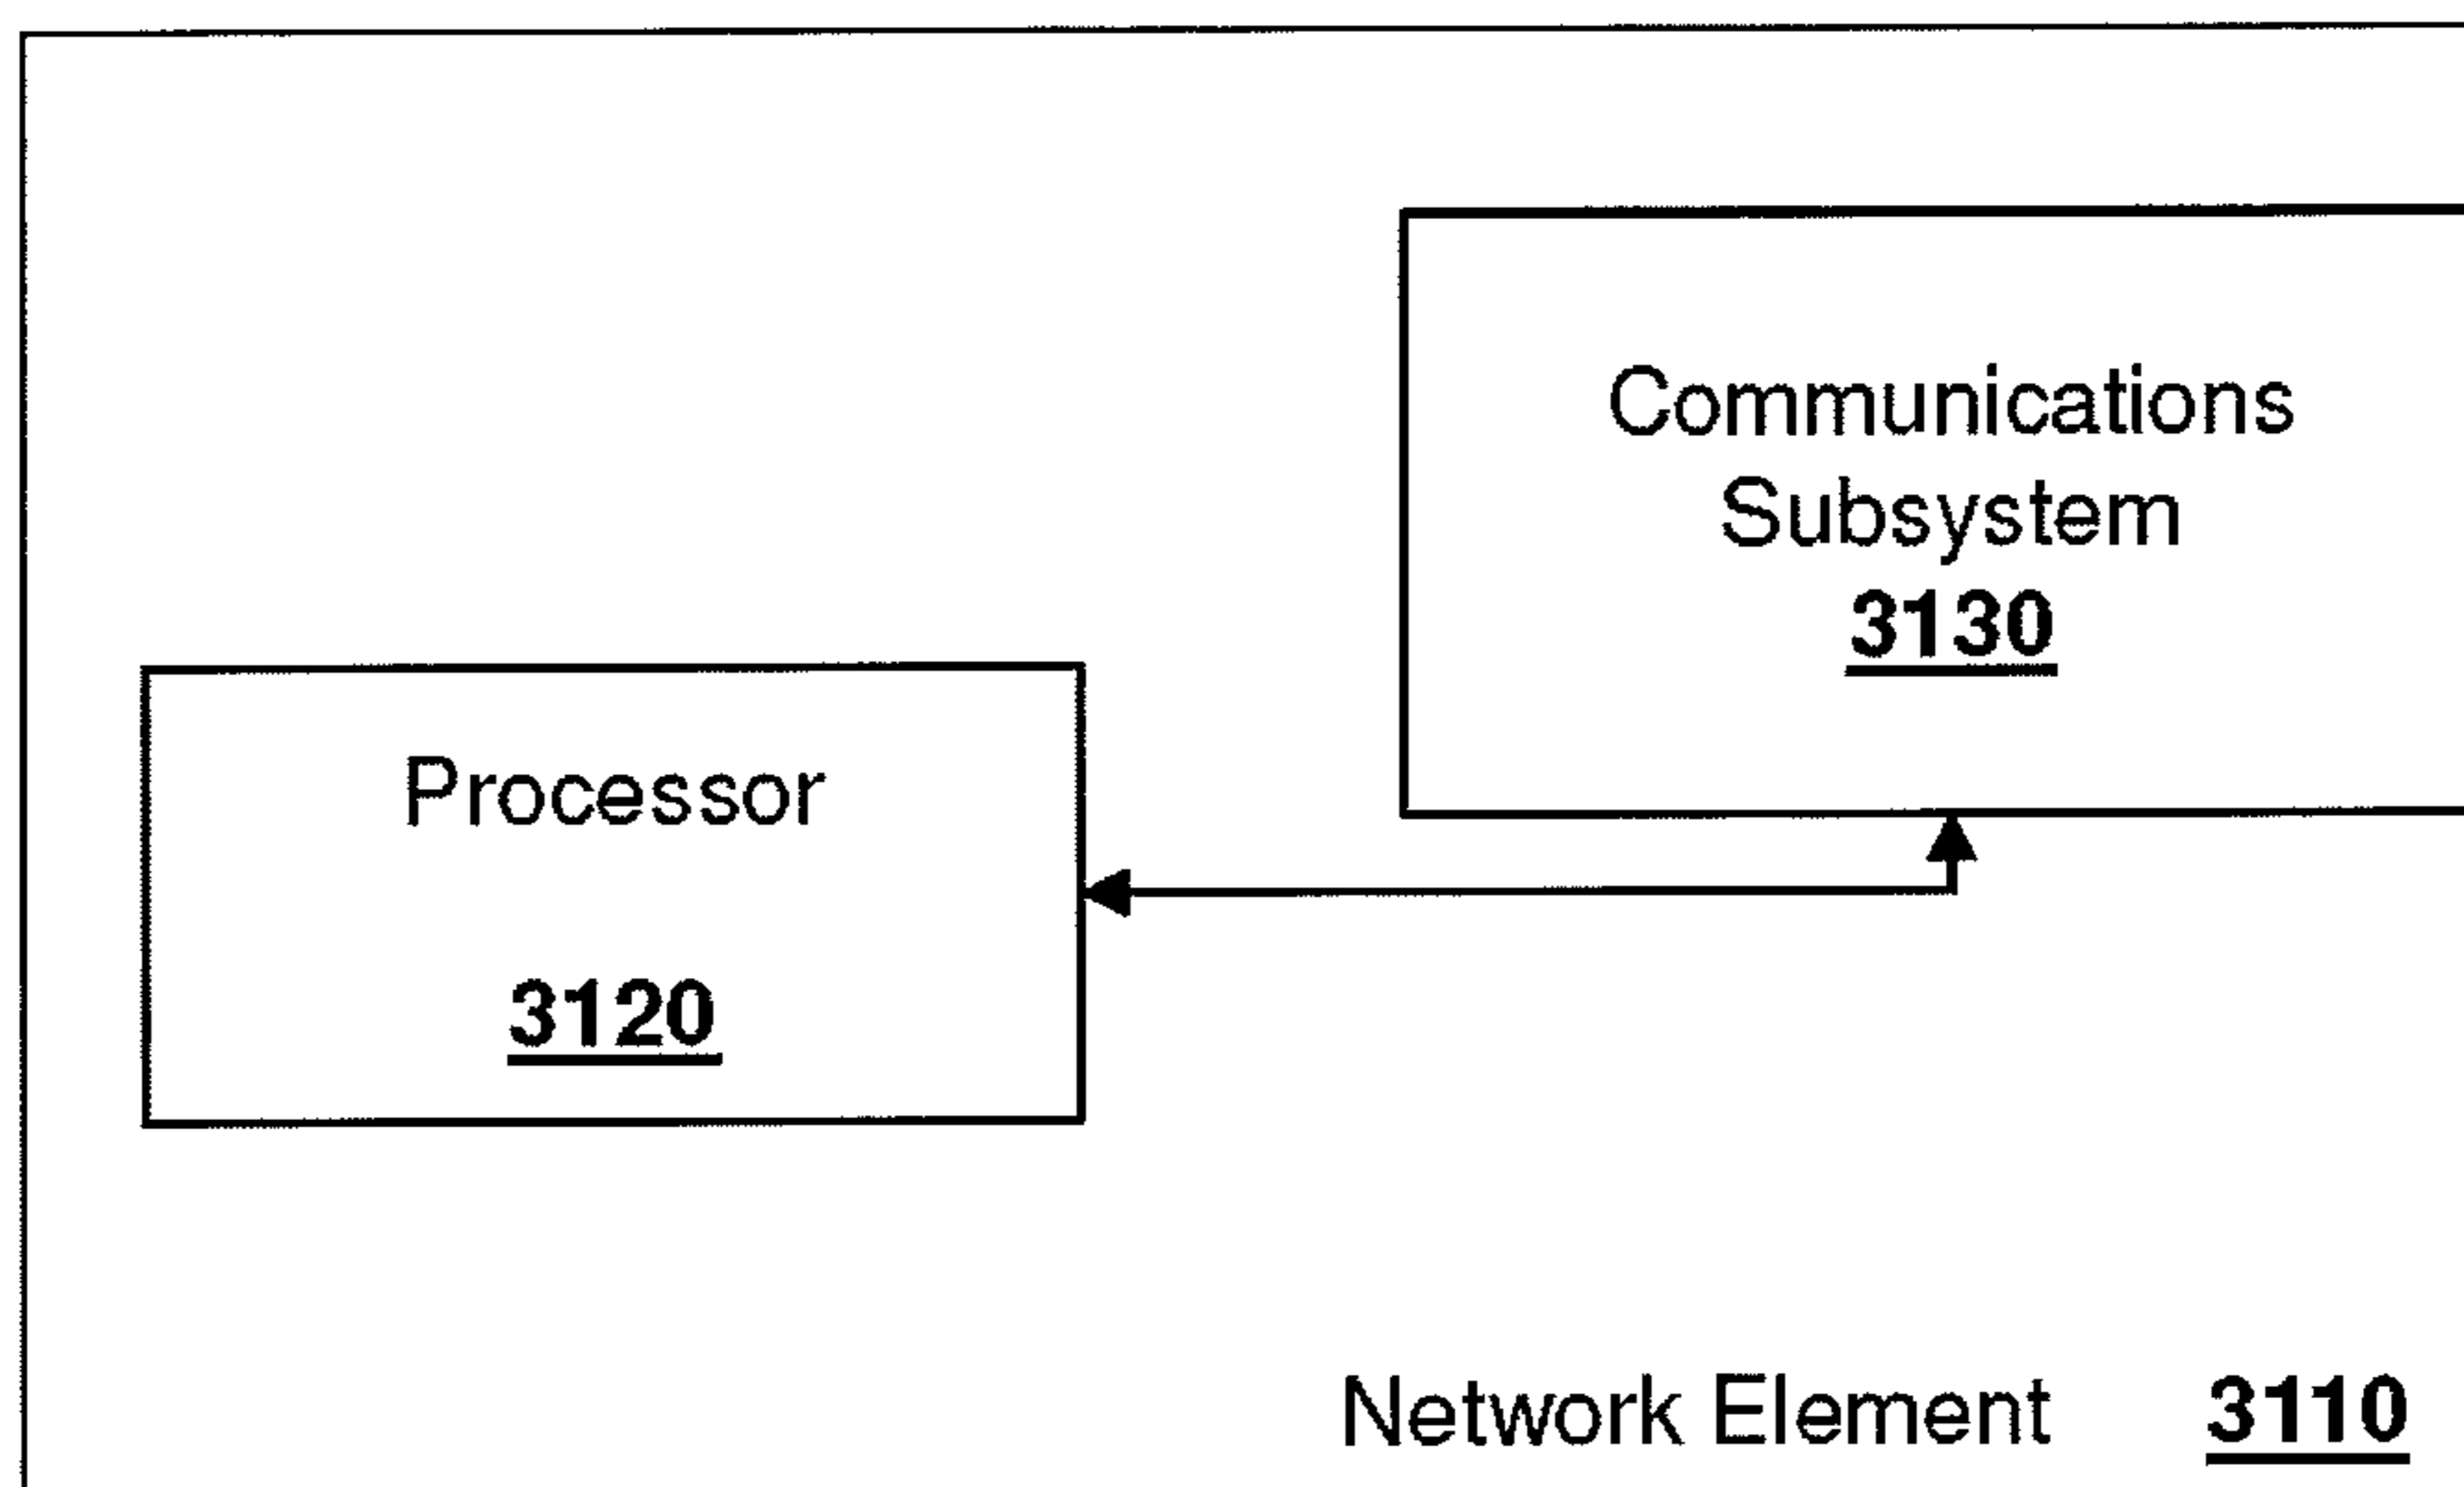 Communications
Subsystem
3130
Processor
3120
Network Element 3110